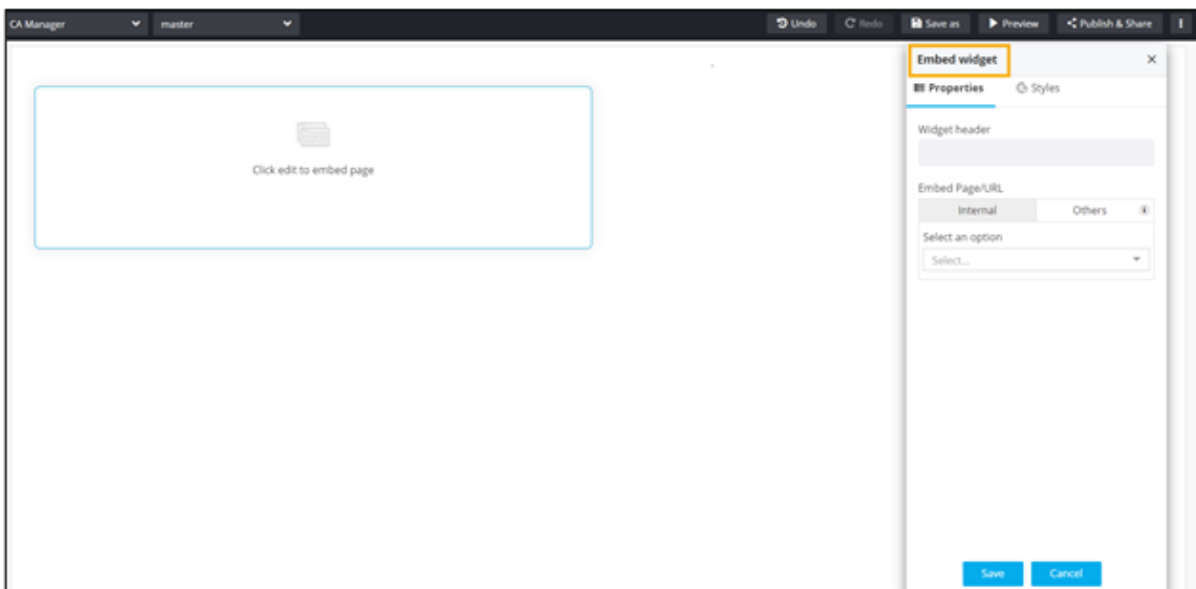 CA Manager master Undo Redo Save as Preview Publish & Share
Embed widget
Properties Styles
Widget header
Click edit to embed page
Embed Page/URL
Internal Others
Select an option
Select...
Save Cancel